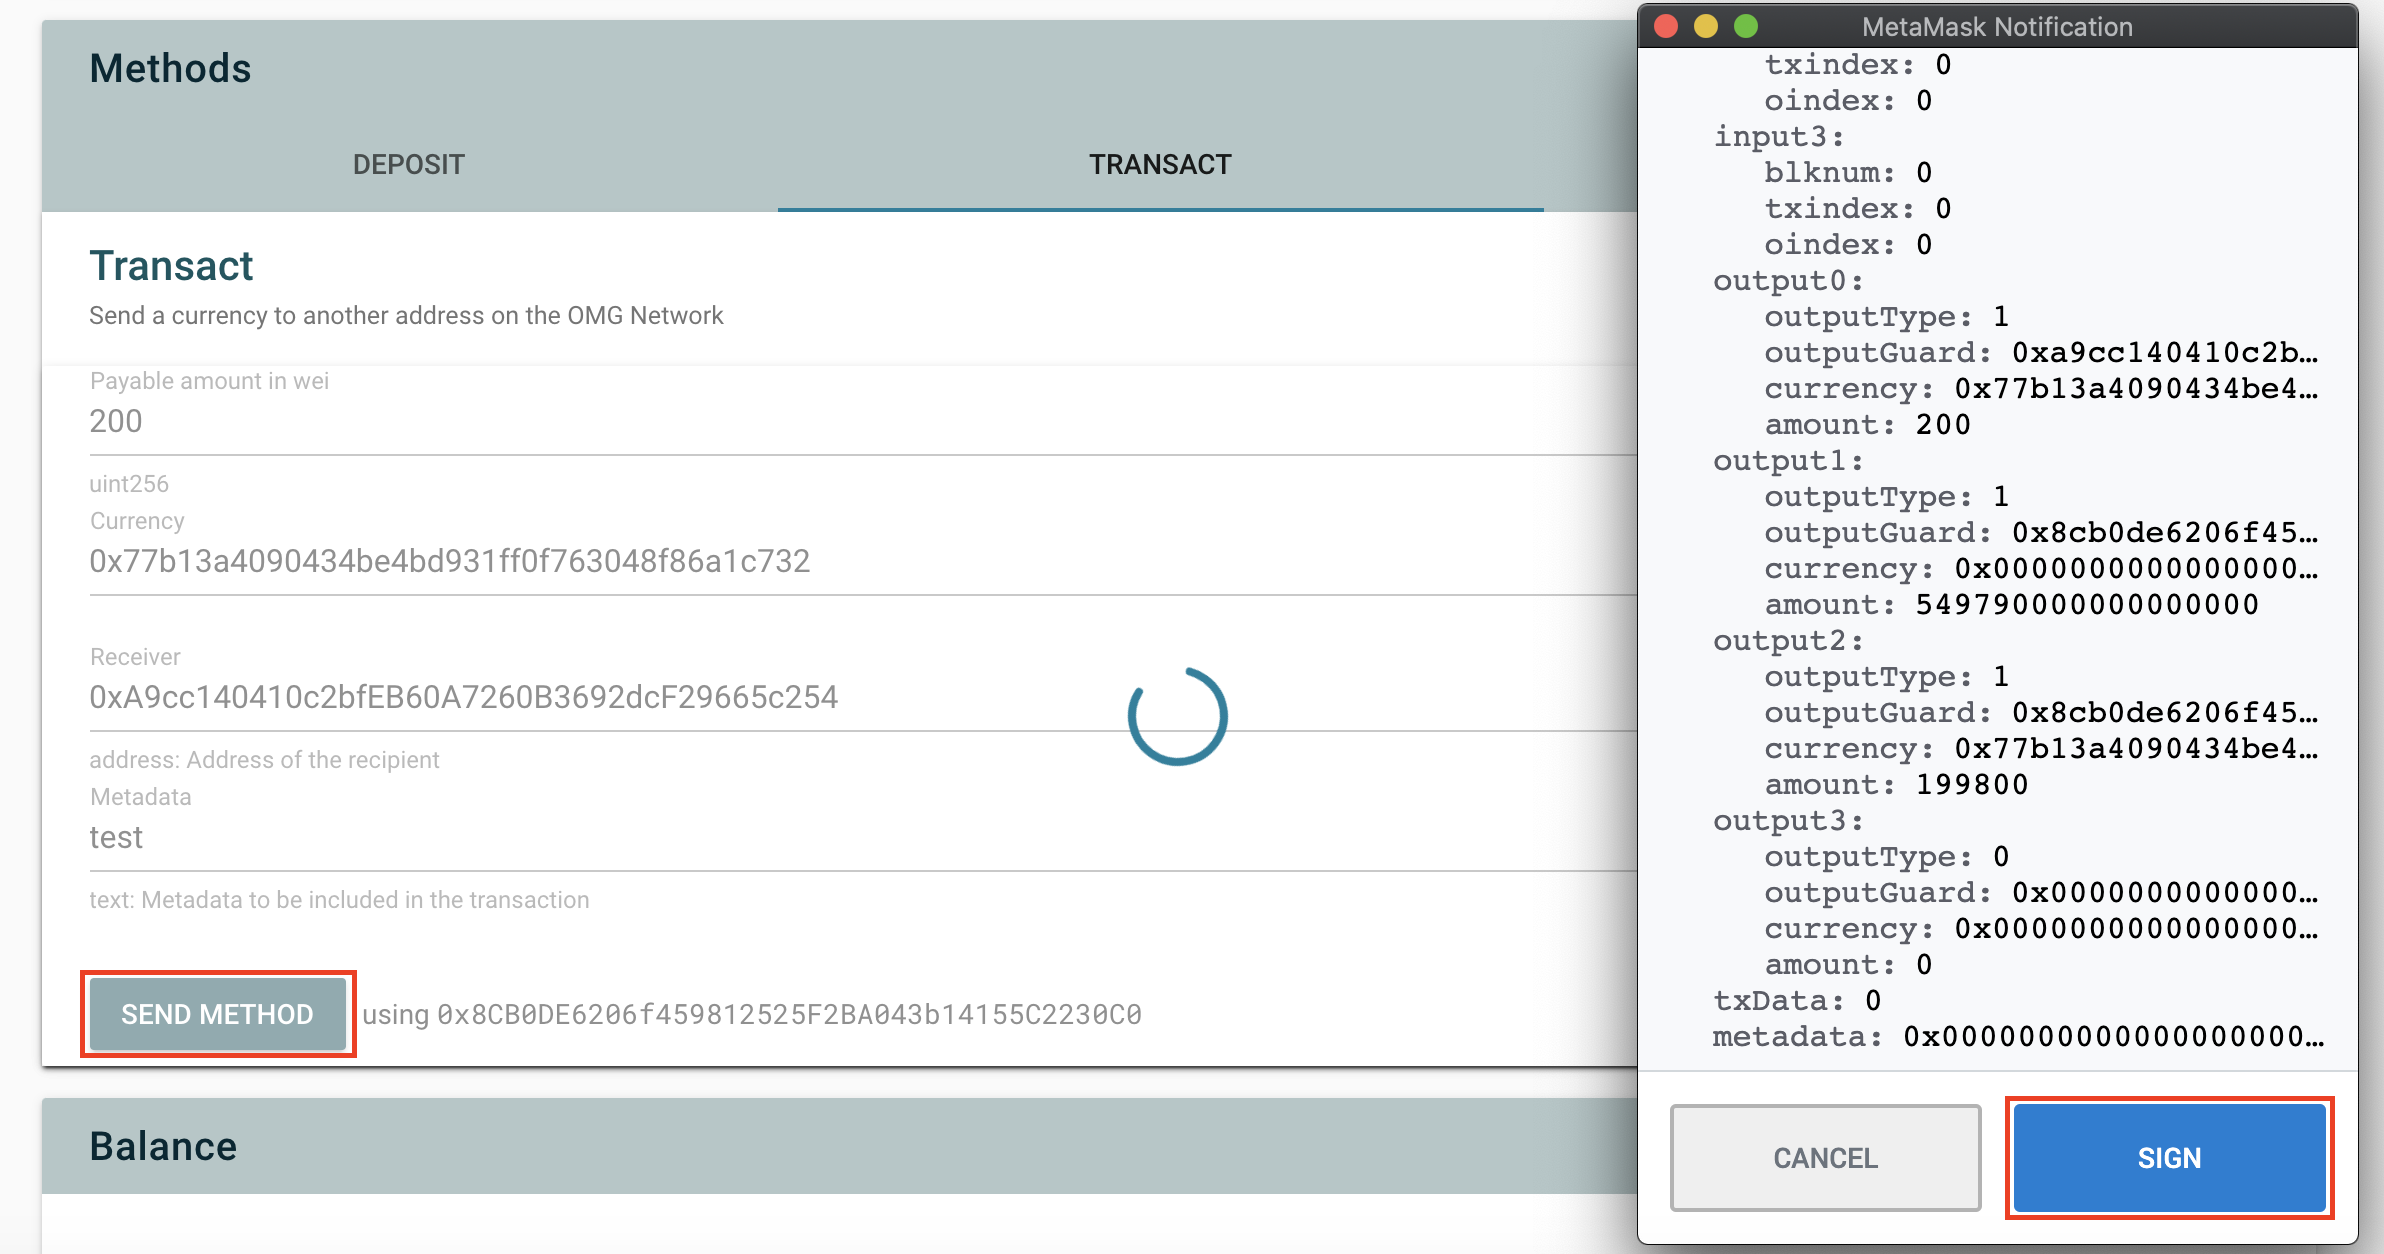 Methods
DEPOSIT
TRANSACT
Transact
Send a currency to another address on the OMG Network
Payable amount in wei
200
uint256
Currency
0x77b13a4090434be4bd931ff0f763048f86a1c732
Receiver
0xA9cc140410c2bfEB60A7260B3692dcF29665c254
address: Address of the recipient
Metadata
test
text: Metadata to be included in the transaction
SEND METHOD using 0x8CB0DE6206f459812525F2BA043b14155C2230C0
Balance
MetaMask Notification
txindex: 0
oindex: 0
input3:
blknum: 0
txindex: 0
oindex: 0
output0:
outputType: 1
outputGuard: 0xa9cc140410c2b…
currency: 0x77b13a4090434be4…
amount: 200
output1:
outputType: 1
outputGuard: 0x8cb0de6206f45…
currency: 0x0000000000000000…
amount: 549790000000000000
output2:
outputType: 1
outputGuard: 0x8cb0de6206f45…
currency: 0x77b13a4090434be4…
amount: 199800
output3:
outputType: 0
outputGuard: 0x0000000000000…
currency: 0x0000000000000000…
amount: 0
txData: 0
metadata: 0x0000000000000000000…
CANCEL
SIGN